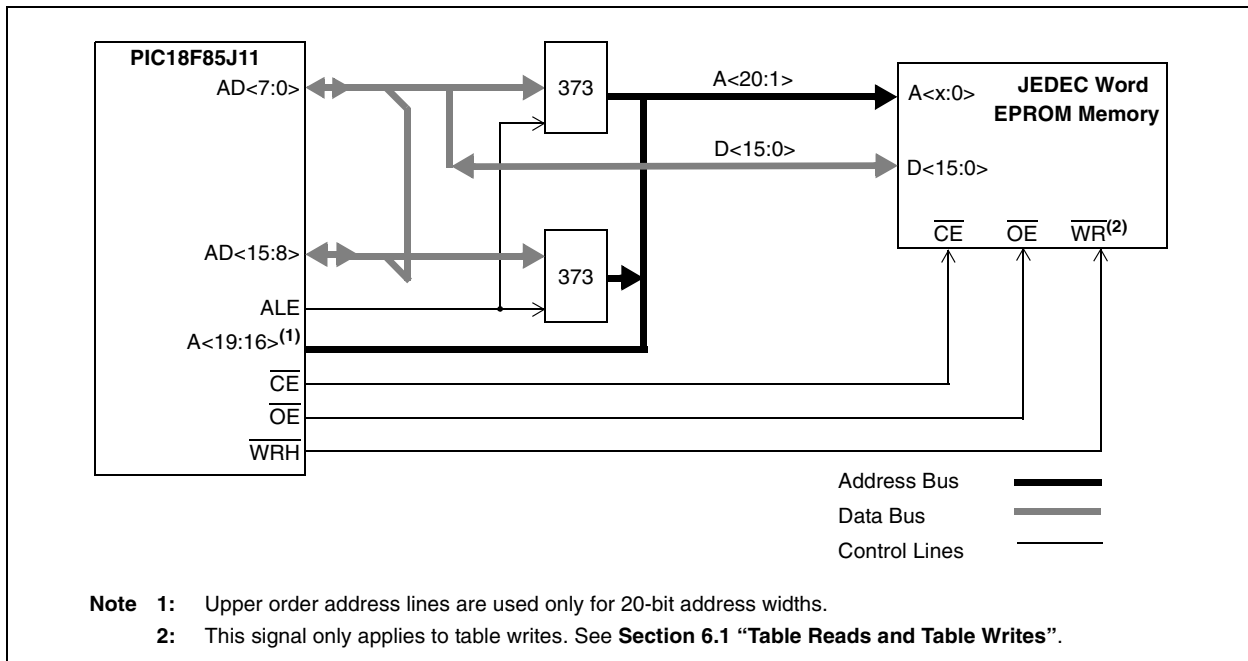 PIC18F85J11
AD<7:0>
373
A<20:1>
A<x:0>
JEDEC Word
EPROM Memory
D<15:0>
D<15:0>
AD<15:8>
373
CE
OE
WR(2)
ALE
A<19:16>(1)
CE
OE
WRH
Address Bus
Data Bus
Control Lines
Note 1: Upper order address lines are used only for 20-bit address widths.
2: This signal only applies to table writes. See Section 6.1 “Table Reads and Table Writes”.